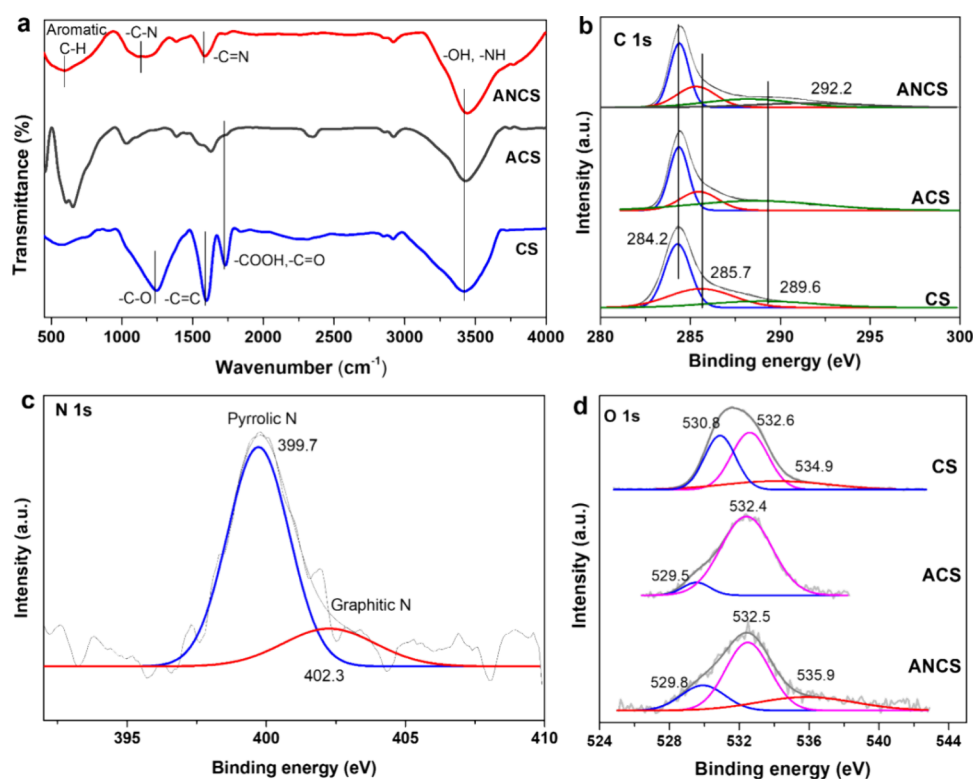 a
Aromatic
C-H
-C-N
-C=N
-OH, -NH
ANCS
ACS
CS
-C-O
-C=C
-COOH,-C=O
Transmittance (%)
500 1000 1500 2000 2500 3000 3500 4000
Wavenumber (cm⁻¹)
b
C 1s
292.2
ANCS
ACS
284.2
285.7
289.6
CS
Intensity (a.u.)
280 285 290 295 300
Binding energy (eV)
c
N 1s
Pyrrolic N
399.7
Graphitic N
402.3
Intensity (a.u.)
395 400 405 410
Binding energy (eV)
d
O 1s
530.8
532.6
534.9
CS
532.4
529.5
ACS
532.5
529.8
535.9
ANCS
Intensity (a.u.)
524 528 532 536 540 544
Binding energy (eV)